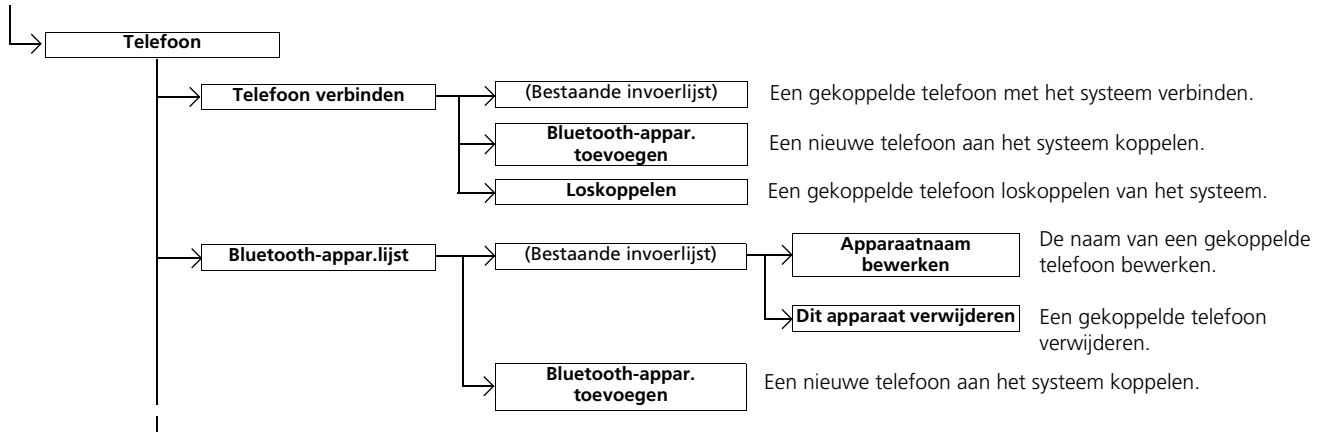 Telefoon
Telefoon verbinden
(Bestaande invoerlijst)
Een gekoppelde telefoon met het systeem verbinden.
Bluetooth-appar.
toevoegen
Een nieuwe telefoon aan het systeem koppelen.
Loskoppelen
Een gekoppelde telefoon loskoppelen van het systeem.
Bluetooth-appar.lijst
(Bestaande invoerlijst)
Apparaatnaam
bewerken
De naam van een gekoppelde
telefoon bewerken.
Dit apparaat verwijderen
Een gekoppelde telefoon
verwijderen.
Bluetooth-appar.
toevoegen
Een nieuwe telefoon aan het systeem koppelen.